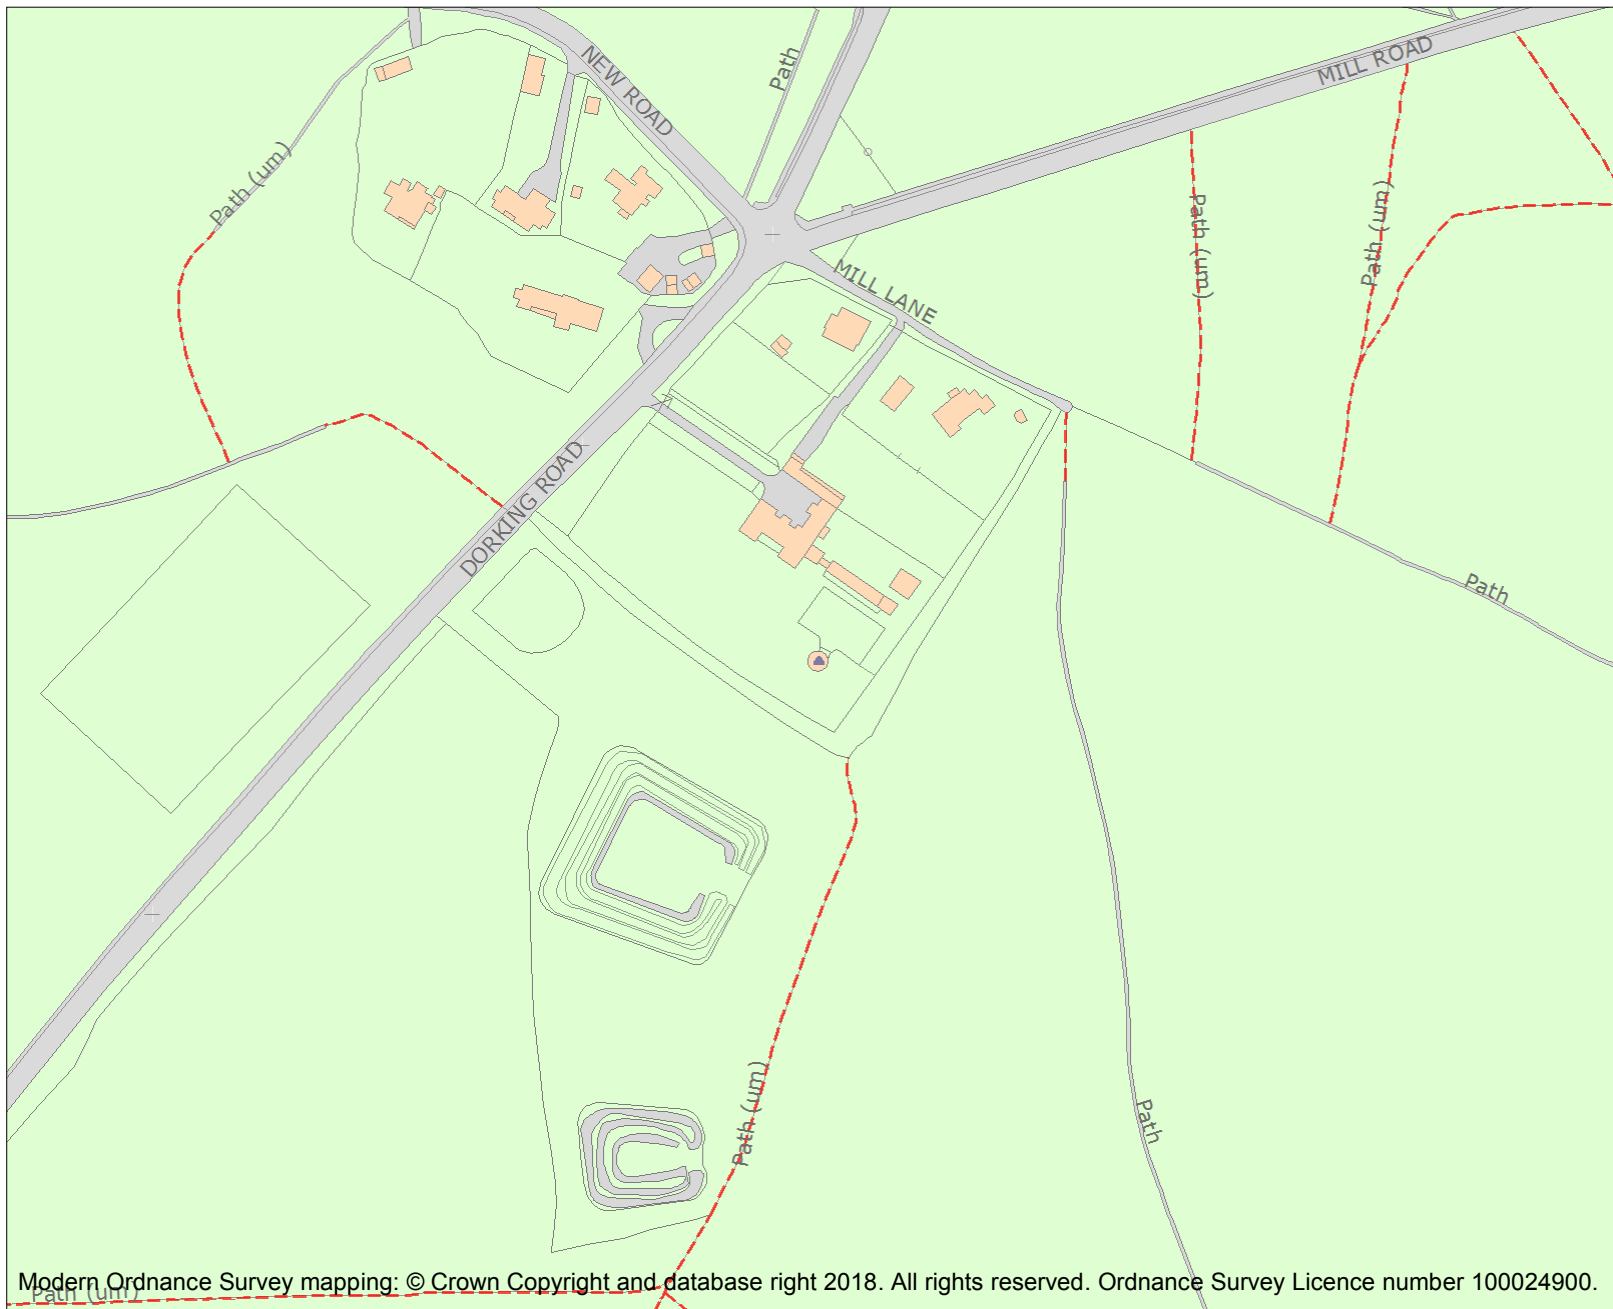 NEW ROAD
Path
MILL ROAD
Path (um)
Path (um)
Path (um)
MILL LANE
DORKING ROAD
Path
Path (um)
Path
Path (um)
Modern Ordnance Survey mapping: © Crown Copyright and database right 2018. All rights reserved. Ordnance Survey Licence number 100024900.